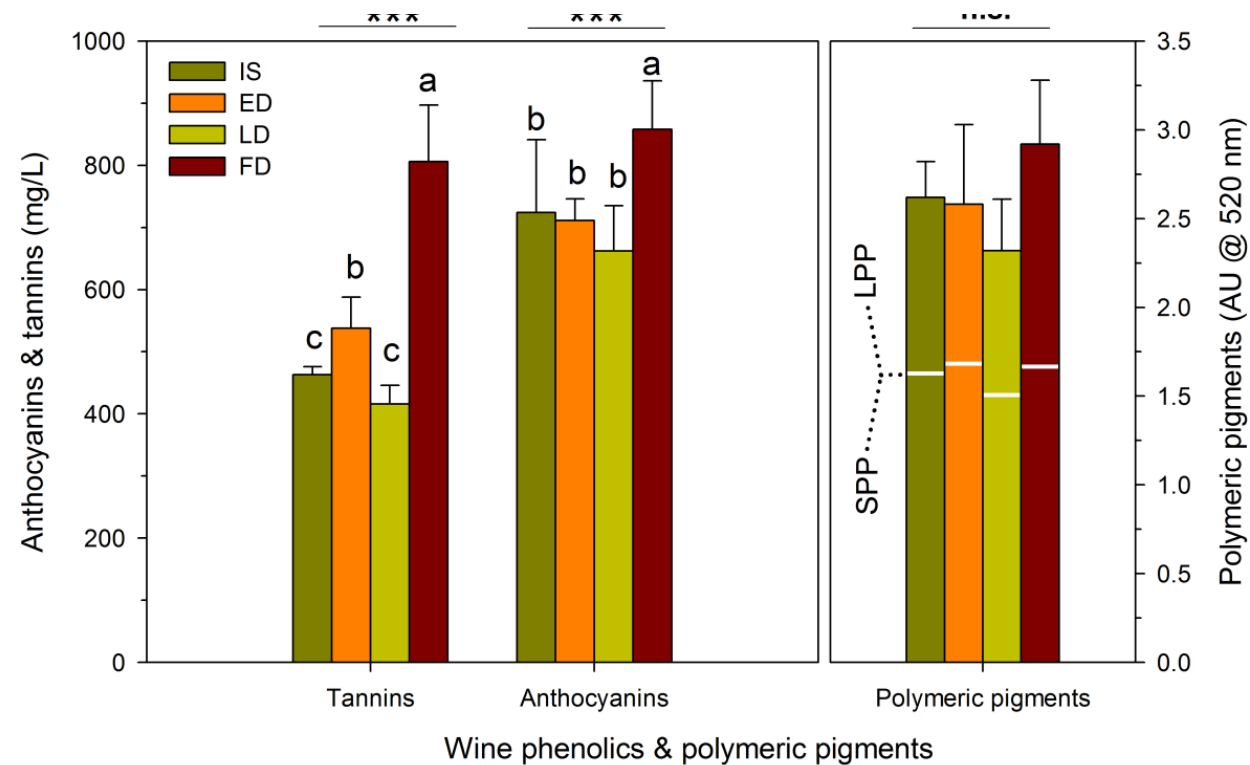 *** *** n.s.
1000
800
600
400
200
0
Anthocyanins & tannins (mg/L)
IS
ED
LD
FD
c
b
c
a
b
b
b
a
LPP
SPP
3.5
3.0
2.5
2.0
1.5
1.0
0.5
0.0
Polymeric pigments (AU @ 520 nm)
Tannins Anthocyanins Polymeric pigments
Wine phenolics & polymeric pigments